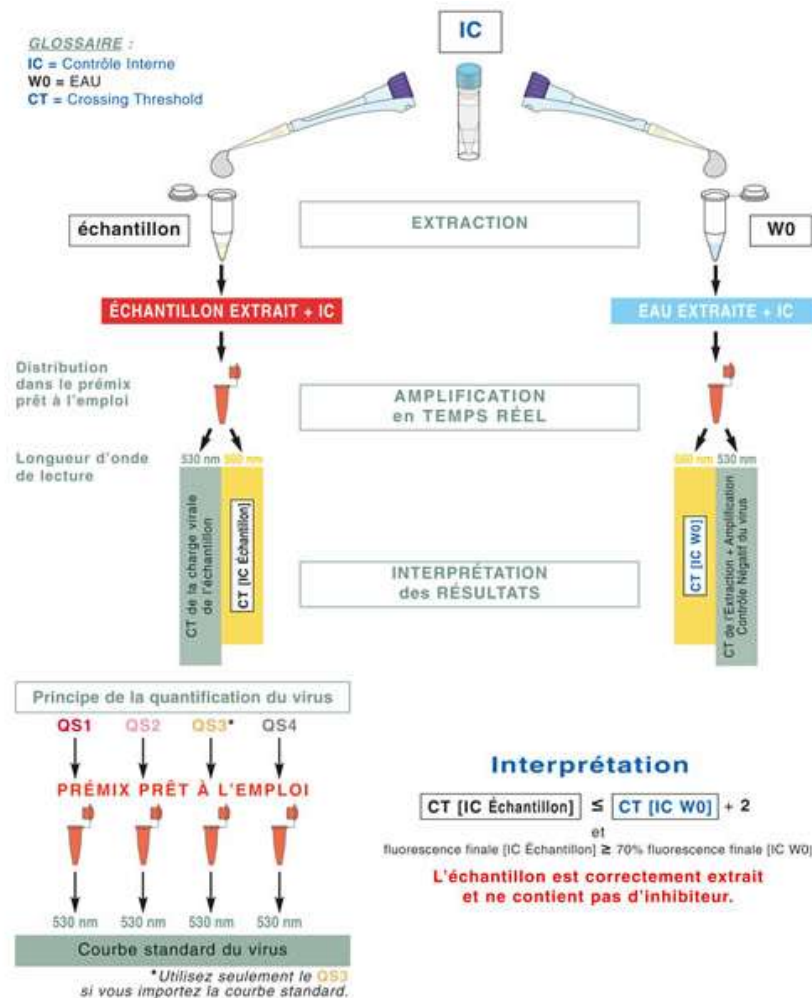 GLOSSAIRE :
IC = Contrôle Interne
W0 = EAU
CT = Crossing Threshold
IC
échantillon
EXTRACTION
W0
ÉCHANTILLON EXTRAIT + IC
EAU EXTRAITE + IC
Distribution
dans le prémix
prêt à l'emploi
AMPLIFICATION
en TEMPS RÉEL
Longueur d'onde
de lecture
530 nm
560 nm
560 nm
530 nm
CT de la charge virale
de l'échantillon
CT [IC Échantillon]
INTERPRÉTATION
des RÉSULTATS
CT [IC W0]
CT de l'Extraction + Amplification
Contrôle Négatif du virus
Principe de la quantification du virus
QS1 QS2 QS3* QS4
PRÉMIX PRÊT À L'EMPLOI
530 nm 530 nm 530 nm 530 nm
Courbe standard du virus
*Utilisez seulement le QS3
si vous importez la courbe standard.
Interprétation
CT [IC Échantillon] ≤ CT [IC W0] + 2
et
fluorescence finale [IC Échantillon] ≥ 70% fluorescence finale [IC W0]
L'échantillon est correctement extrait
et ne contient pas d'inhibiteur.